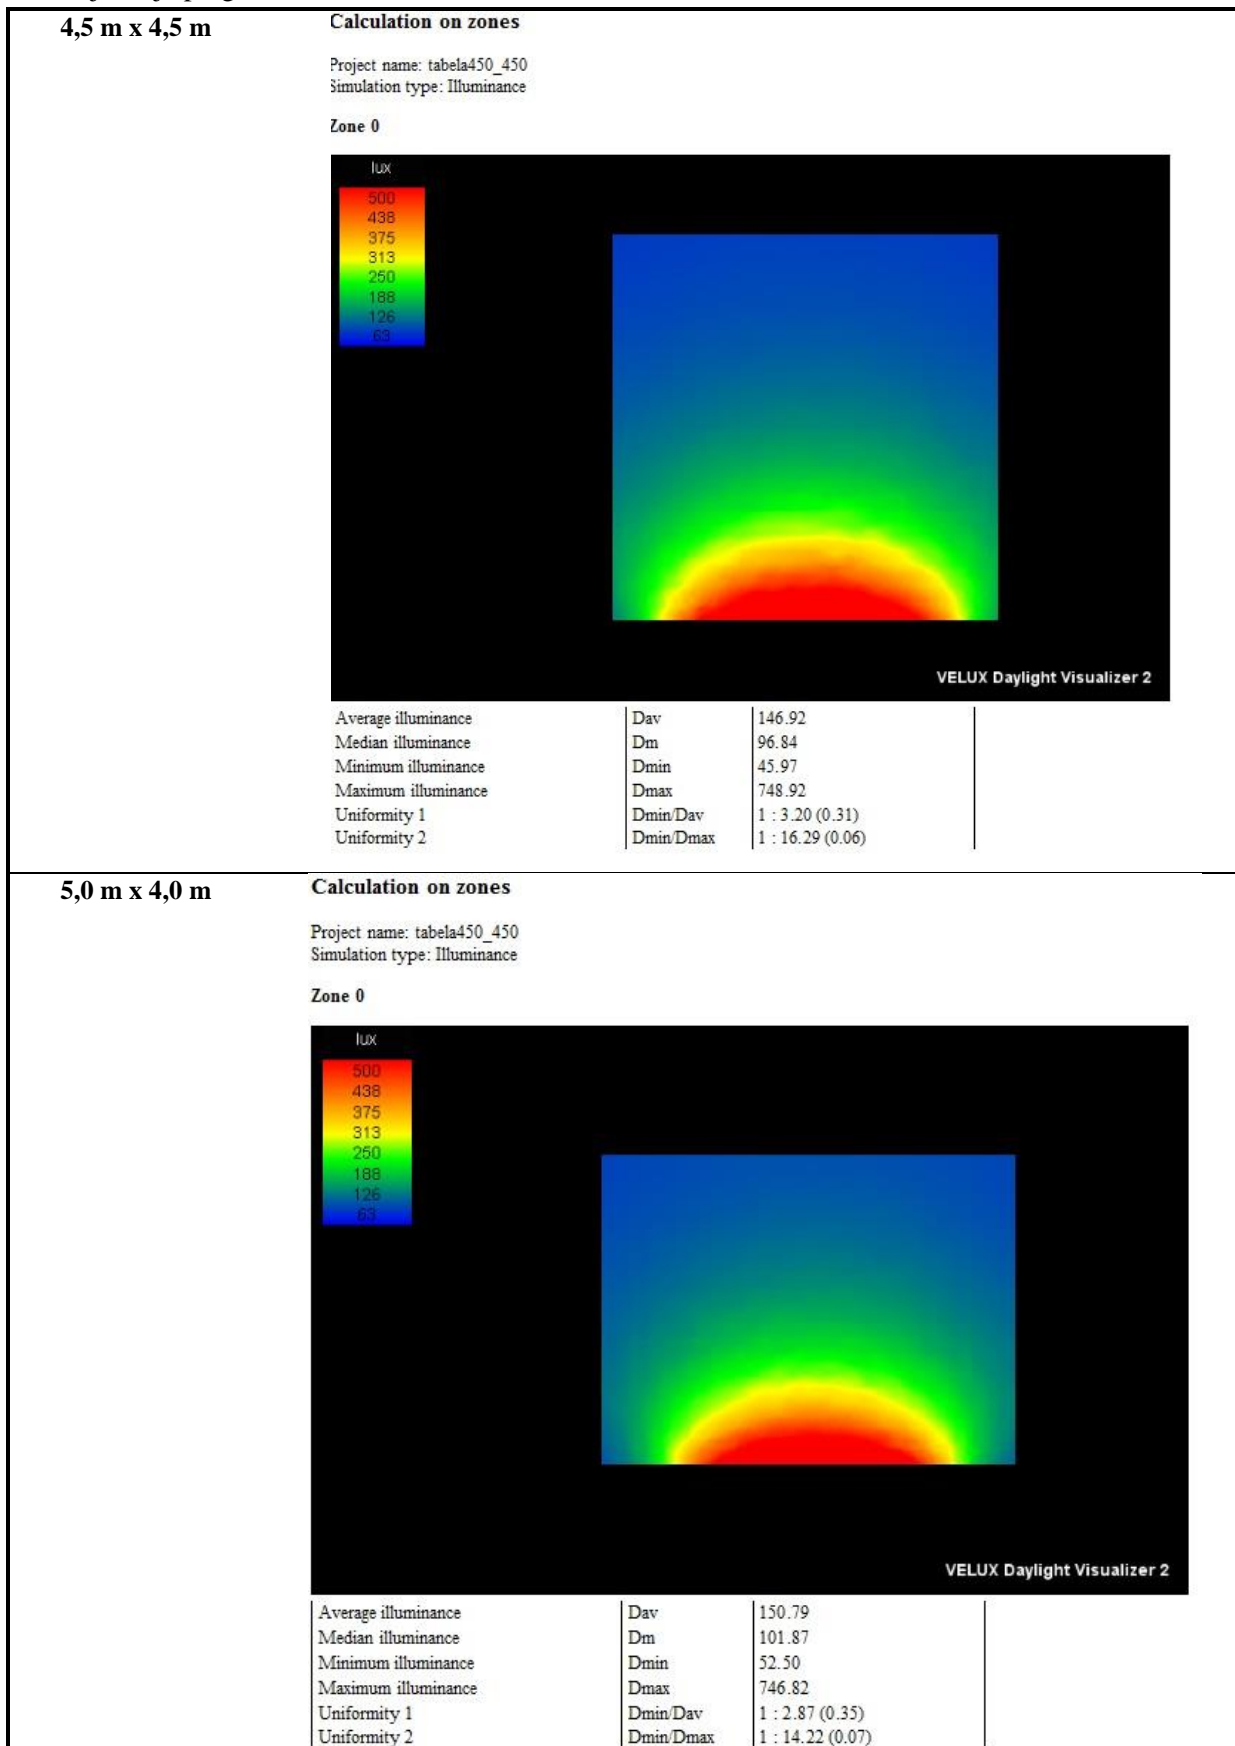 4,5 m x 4,5 m
Calculation on zones
Project name: tabela450_450
Simulation type: Illuminance
Zone 0
lux
500
438
375
313
250
188
126
63
VELUX Daylight Visualizer 2
Average illuminance Dav 146.92
Median illuminance Dm 96.84
Minimum illuminance Dmin 45.97
Maximum illuminance Dmax 748.92
Uniformity 1 Dmin/Dav 1 : 3.20 (0.31)
Uniformity 2 Dmin/Dmax 1 : 16.29 (0.06)
5,0 m x 4,0 m
Calculation on zones
Project name: tabela450_450
Simulation type: Illuminance
Zone 0
lux
500
438
375
313
250
188
126
63
VELUX Daylight Visualizer 2
Average illuminance Dav 150.79
Median illuminance Dm 101.87
Minimum illuminance Dmin 52.50
Maximum illuminance Dmax 746.82
Uniformity 1 Dmin/Dav 1 : 2.87 (0.35)
Uniformity 2 Dmin/Dmax 1 : 14.22 (0.07)